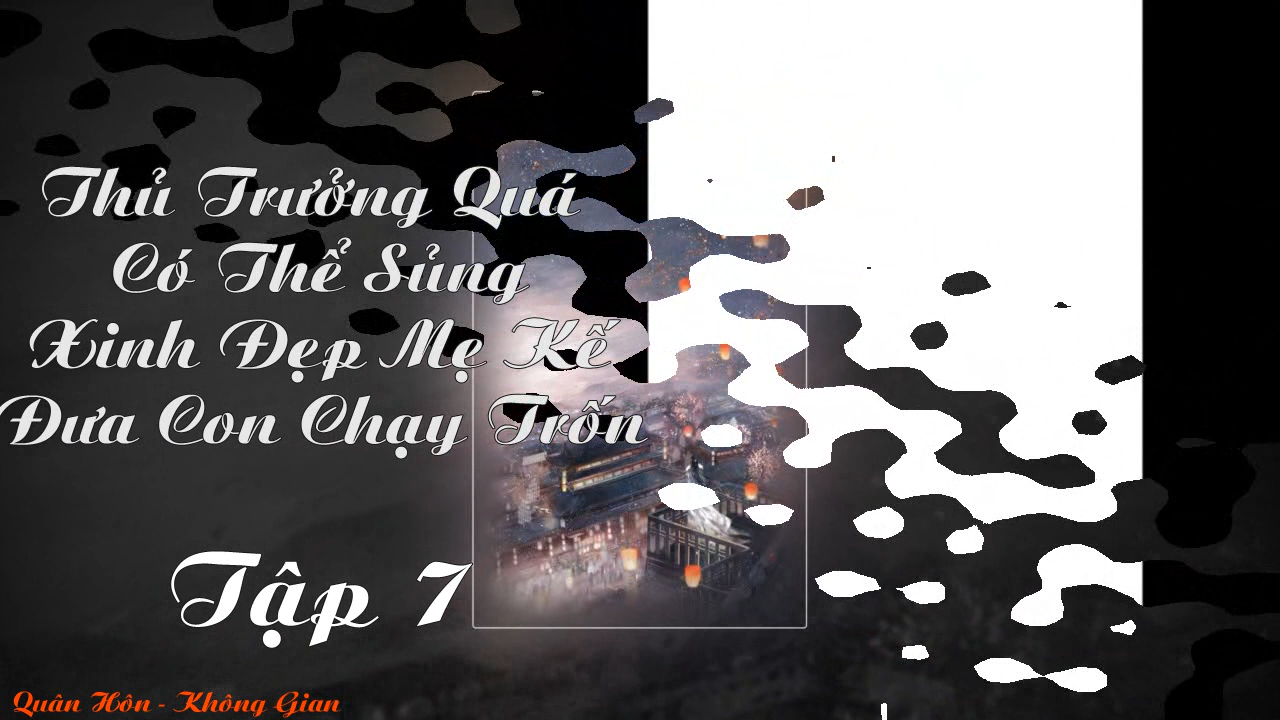 Thủ Trưởng Quá
Có Thể Sủng
Xinh Đẹp Mẹ Kế
Đưa Con Chạy Trốn
Tập 7
Quân Hôn - Không Gian